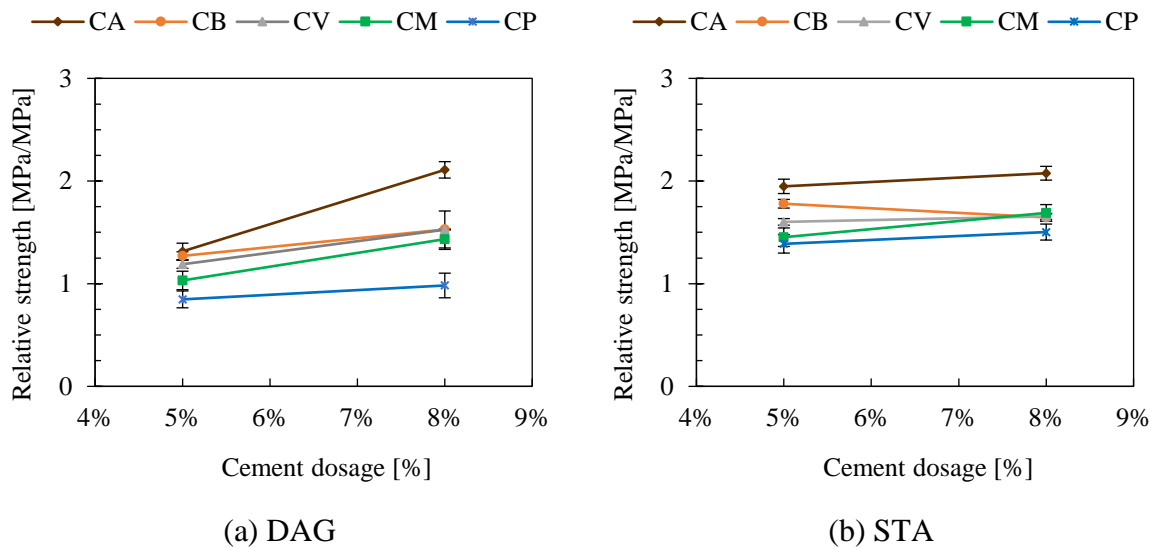 CA CB CV CM CP
3
2
1
0
4% 5% 6% 7% 8% 9%
Relative strength [MPa/MPa]
Cement dosage [%]
(a) DAG
CA CB CV CM CP
3
2
1
0
4% 5% 6% 7% 8% 9%
Relative strength [MPa/MPa]
Cement dosage [%]
(b) STA